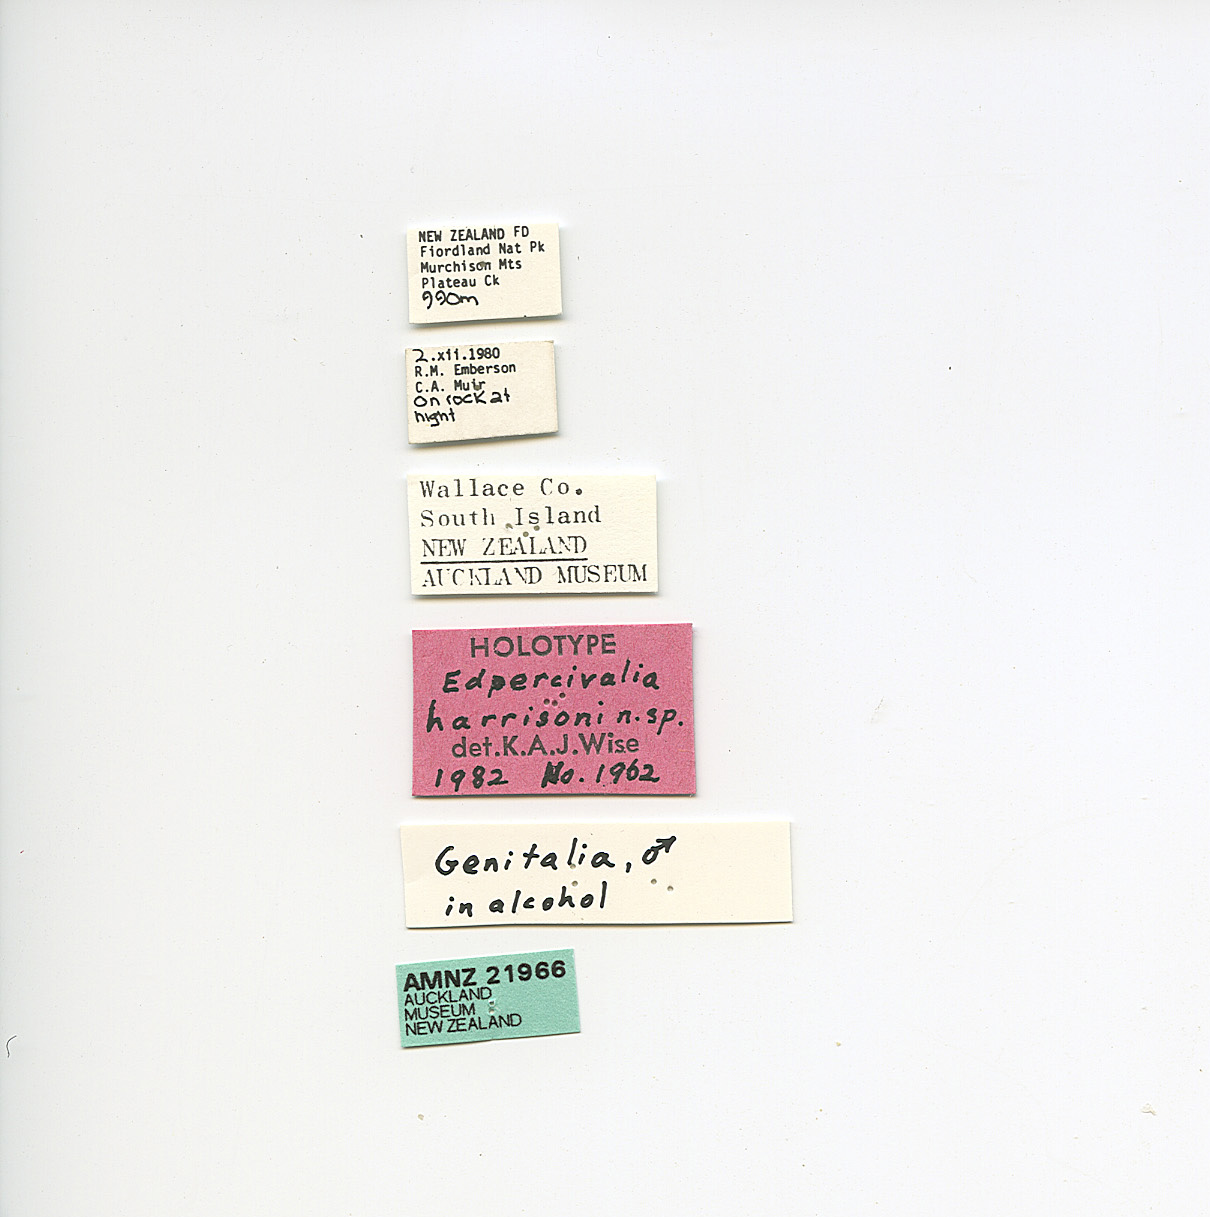 NEW ZEALAND FD
Fiordland Nat Pk
Murchison Mts
Plateau Ck
990m
2.xii.1980
R.M. Emberson
C.A. Muir
on rock at
night
Wallace Co.
South Island
NEW ZEALAND
AUCKLAND MUSEUM
HOLOTYPE
Edpercivalia
harrisoni n.sp.
det.K.A.J.Wise
1982 No. 1962
Genitalia, ♂
in alcohol
AMNZ 21966
AUCKLAND
MUSEUM
NEW ZEALAND